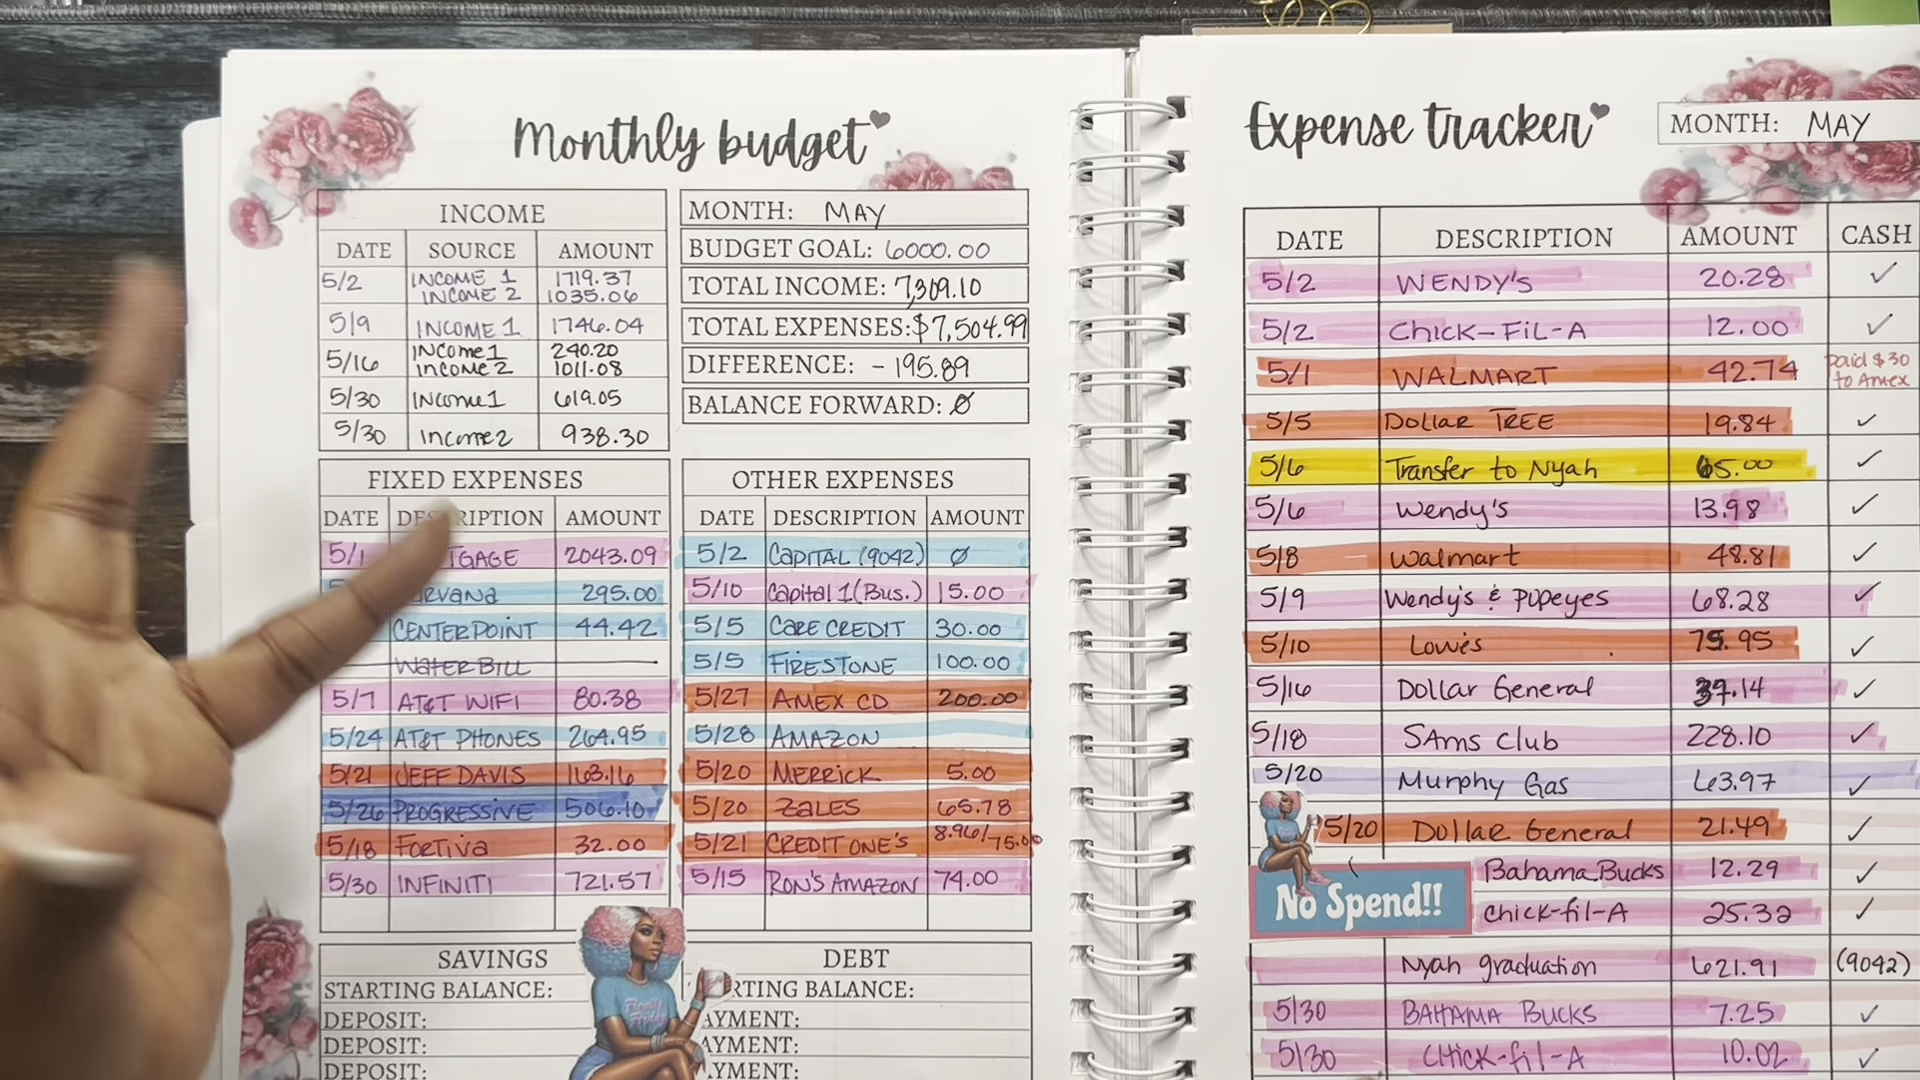 Monthly budget
INCOME
DATE SOURCE AMOUNT
5/2 INCOME 1 1719.37
INCOME 2 1035.06
5/9 INCOME 1 1746.04
5/16 INCOME 1 240.20
income 2 1011.08
5/30 Income 1 619.05
5/30 Income 2 938.30
MONTH: MAY
BUDGET GOAL: 6000.00
TOTAL INCOME: 7,309.10
TOTAL EXPENSES: $7,504.99
DIFFERENCE: - 195.89
BALANCE FORWARD: Ø
FIXED EXPENSES
DATE DESCRIPTION AMOUNT
5/1 TGAGE 2043.09
rvana 295.00
CENTERPOINT 44.42
WATER BILL
5/7 AT&T WIFI 80.38
5/24 AT&T PHONES 264.95
5/21 JEFF DAVIS 163.16
5/26 PROGRESSIVE 506.10
5/18 FORTIVA 32.00
5/30 INFINITI 721.57
OTHER EXPENSES
DATE DESCRIPTION AMOUNT
5/2 CAPITAL (9042) Ø
5/10 Capital 1 (Bus.) 15.00
5/5 CARE CREDIT 30.00
5/5 FIRESTONE 100.00
5/27 AMEX CD 200.00
5/28 AMAZON
5/20 MERRICK 5.00
5/20 ZALES 65.78
5/21 CREDIT ONE'S 8.96/75.00
5/15 RON'S AMAZON 74.00
SAVINGS
STARTING BALANCE:
DEPOSIT:
DEPOSIT:
DEPOSIT:
DEBT
RTING BALANCE:
AYMENT:
AYMENT:
AYMENT:
Expense tracker
MONTH: MAY
DATE DESCRIPTION AMOUNT CASH
5/2 WENDY'S 20.28 ✓
5/2 CHICK-FIL-A 12.00 ✓
5/1 WALMART 42.74 paid $30
to Amex
5/5 DOLLAR TREE 19.84 ✓
5/6 Transfer to Nyah 65.00 ✓
5/6 Wendy's 13.98 ✓
5/8 Walmart 48.81 ✓
5/9 Wendy's & Popeyes 68.28 ✓
5/10 Lowe's 75.95 ✓
5/16 Dollar General 37.14 ✓
5/18 SAms Club 228.10 ✓
5/20 Murphy Gas 63.97 ✓
5/20 Dollar General 21.49 ✓
Bahama Bucks 12.29 ✓
No Spend!! Chick-fil-A 25.32 ✓
Nyah graduation 621.91 (9042)
5/30 BAHAMA BUCKS 7.25 ✓
5/30 CHICK-fil-A 10.02 ✓